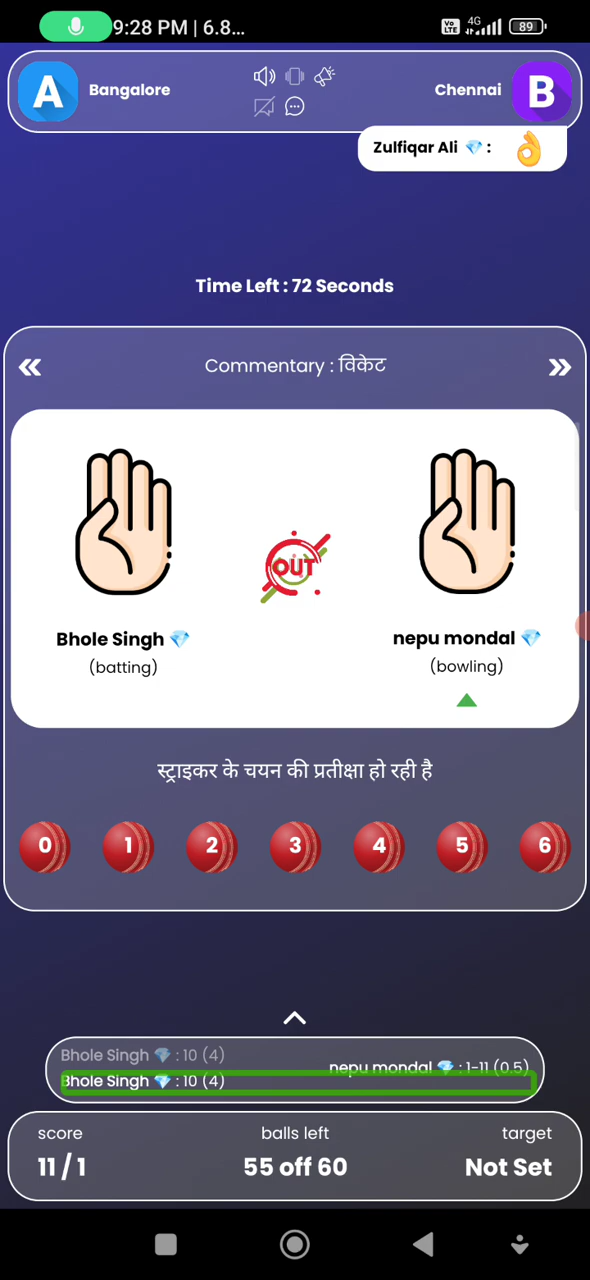 9:28 PM | 6.8...
Vo LTE 4G 89
A Bangalore
Chennai B
Zulfiqar Ali 💎 : 👌
Time Left : 72 Seconds
« Commentary : विकेट »
OUT
Bhole Singh 💎
(batting)
nepu mondal 💎
(bowling)
स्ट्राइकर के चयन की प्रतीक्षा हो रही है
0 1 2 3 4 5 6
Bhole Singh 💎 : 10 (4)
nepu mondal 💎 : 1-11 (0.5)
Bhole Singh 💎 : 10 (4)
score balls left target
11 / 1 55 off 60 Not Set